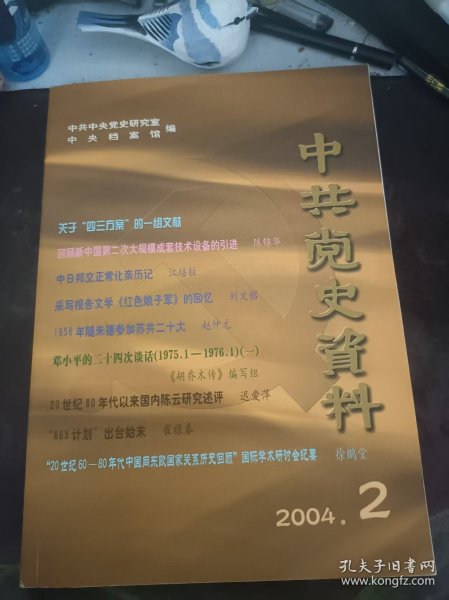 中共中央党史研究室
中央档案馆 编
中共党史資料
关于“四三方案”的一组文献
回顾新中国第二次大规模成套技术设备的引进 陈锦华
中日邦交正常化亲历记 江培柱
采写报告文学《红色娘子军》的回忆 刘文韶
1956年随朱德参加苏共二十大 赵仲元
邓小平的二十四次谈话(1975.1—1976.1)(一)
《胡乔木传》编写组
20世纪80年代以来国内陈云研究述评 迟爱萍
“863计划”出台始末 崔禄春
“20世纪60—80年代中国同东欧国家关系历史回顾”国际学术研讨会纪要 徐鹏堂
2004.2
孔夫子旧书网
www.kongfz.com